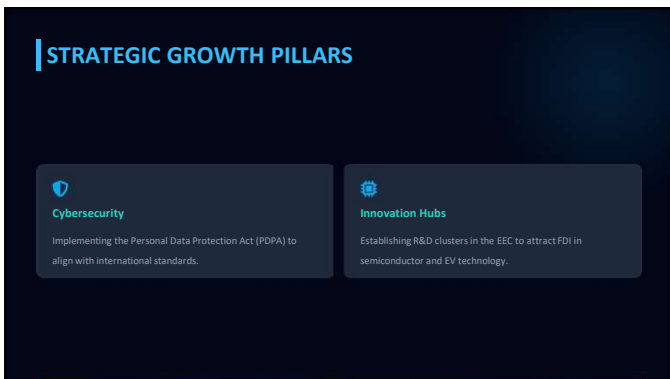 STRATEGIC GROWTH PILLARS
Cybersecurity
Implementing the Personal Data Protection Act (PDPA) to
align with international standards.
Innovation Hubs
Establishing R&D clusters in the EEC to attract FDI in
semiconductor and EV technology.